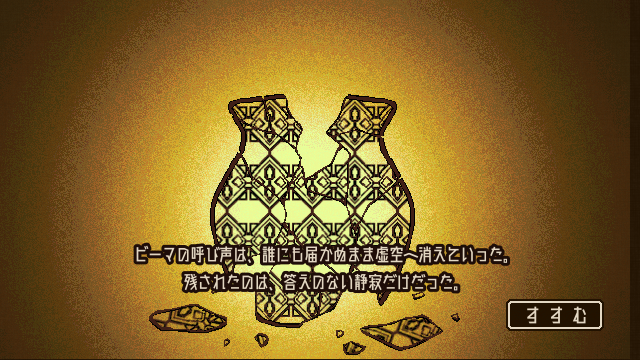 ビーマの呼び声は、誰にも届かぬまま虚空へ消えていった。
残されたのは、答えのない静寂だけだった。
すすむ